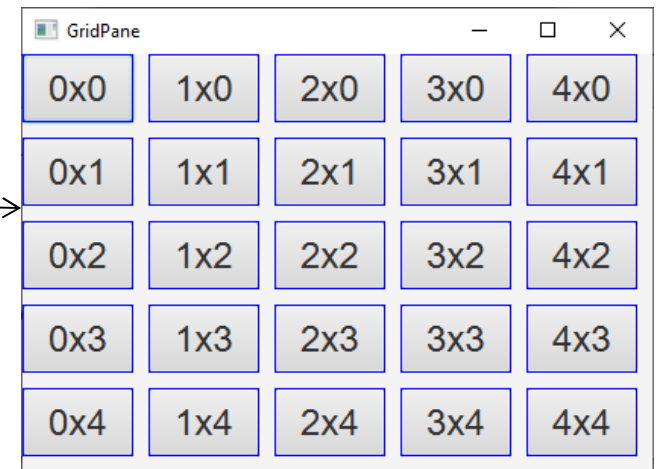 GridPane
0x0 1x0 2x0 3x0 4x0
0x1 1x1 2x1 3x1 4x1
0x2 1x2 2x2 3x2 4x2
0x3 1x3 2x3 3x3 4x3
0x4 1x4 2x4 3x4 4x4